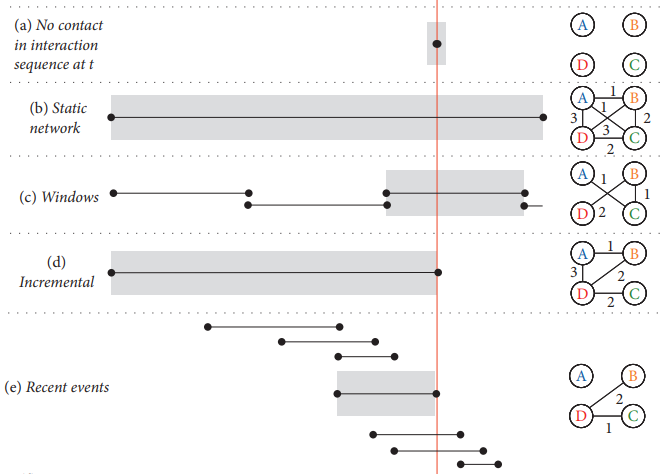 (a) No contact
in interaction
sequence at t
A B
D C
(b) Static
network
A 1 B
1
3 2
3
D C
2
(c) Windows
A B
1
1
D 2 C
(d)
Incremental
A 1 B
3 2
D C
2
(e) Recent events
A B
2
D C
1